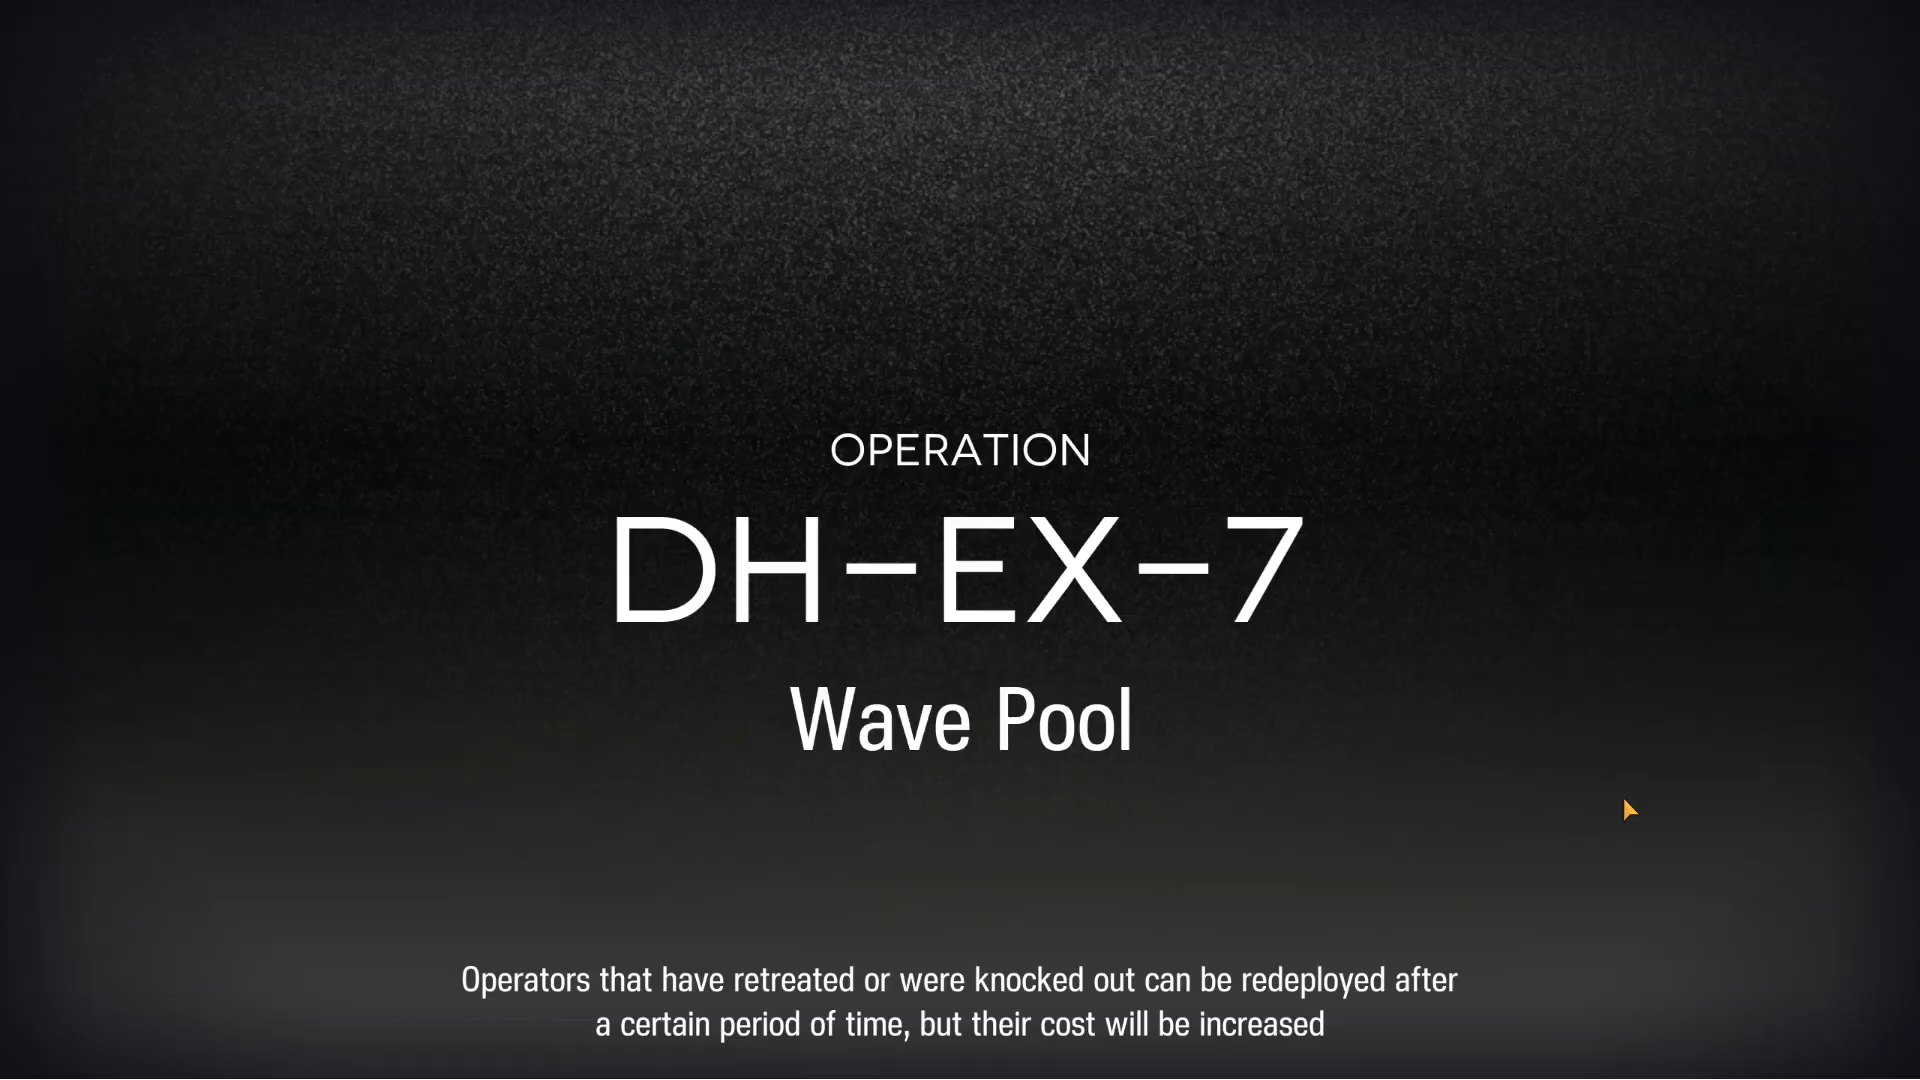 OPERATION
DH-EX-7
Wave Pool
Operators that have retreated or were knocked out can be redeployed after
a certain period of time, but their cost will be increased